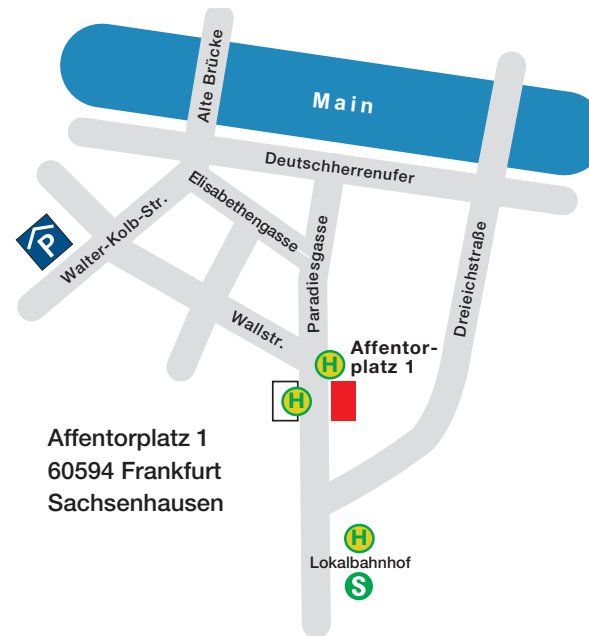 Alte Brücke
Main
Deutschherrenufer
Elisabethengasse
Walter-Kolb-Str.
P
Paradiesgasse
Dreieichstraße
Wallstr.
H
Affentor-
platz 1
H
Affentorplatz 1
60594 Frankfurt
Sachsenhausen
H
Lokalbahnhof
S